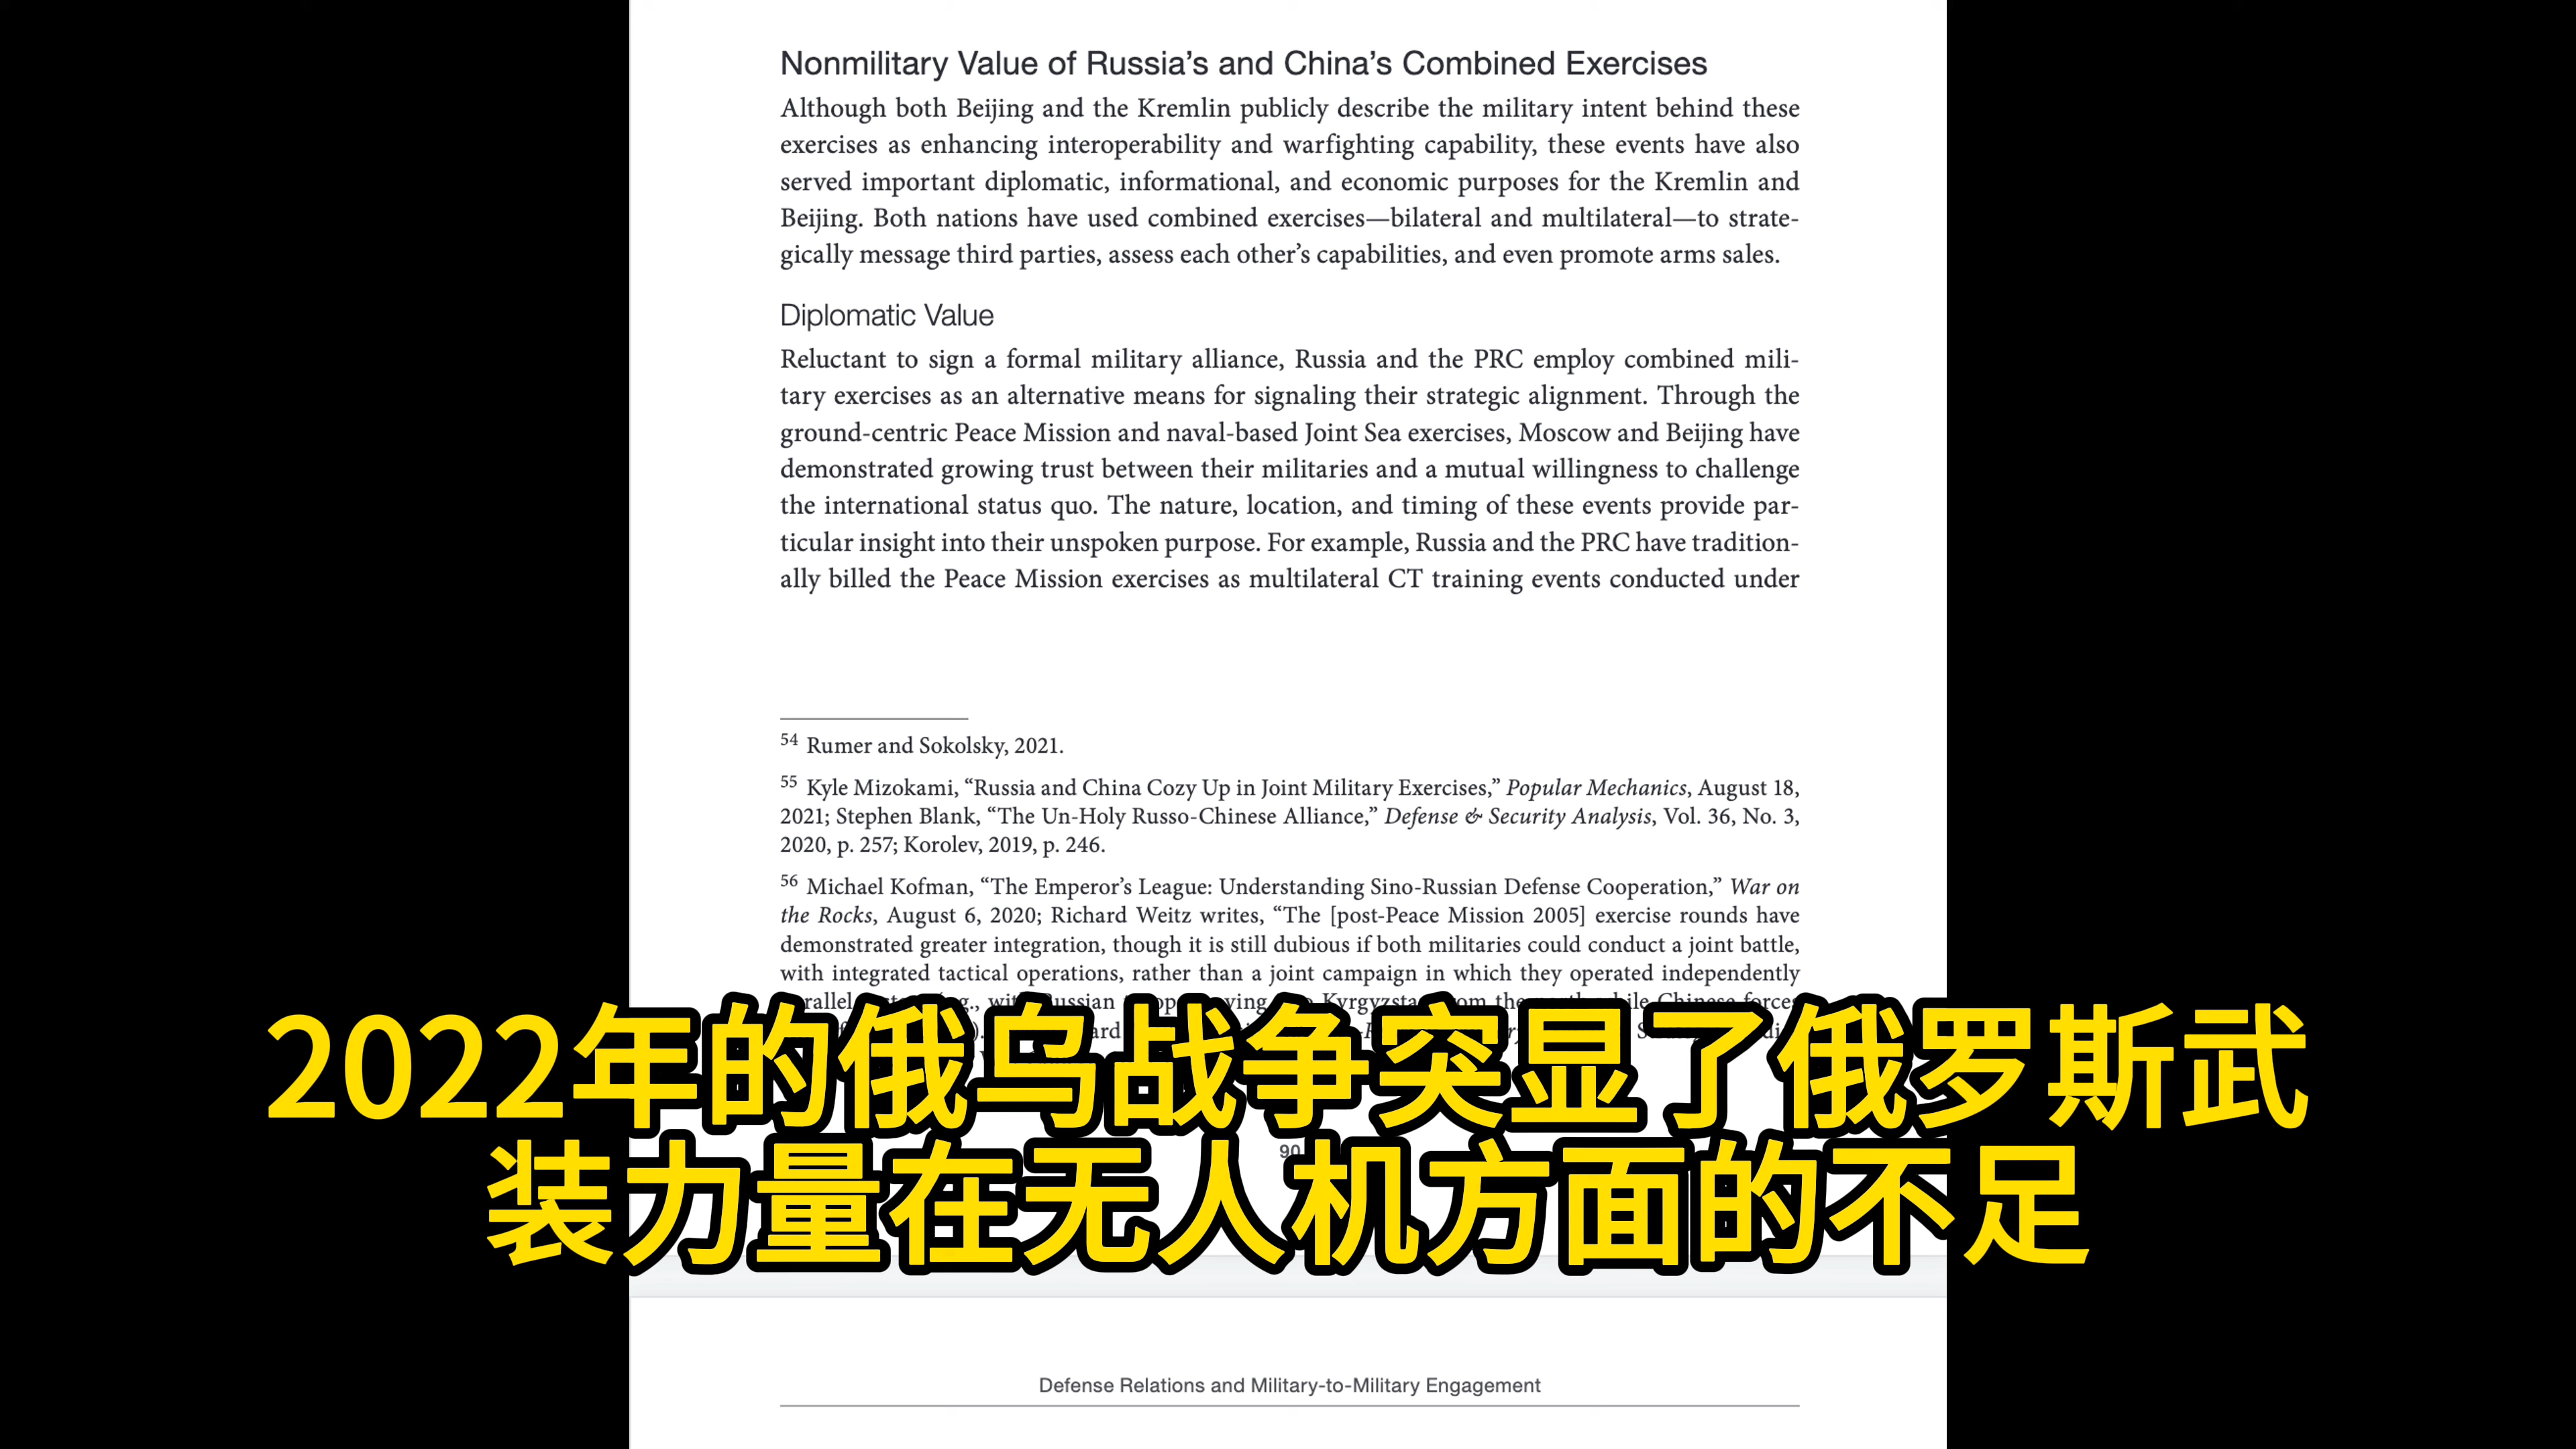 Nonmilitary Value of Russia’s and China’s Combined Exercises
Although both Beijing and the Kremlin publicly describe the military intent behind these
exercises as enhancing interoperability and warfighting capability, these events have also
served important diplomatic, informational, and economic purposes for the Kremlin and
Beijing. Both nations have used combined exercises—bilateral and multilateral—to strate-
gically message third parties, assess each other’s capabilities, and even promote arms sales.
Diplomatic Value
Reluctant to sign a formal military alliance, Russia and the PRC employ combined mili-
tary exercises as an alternative means for signaling their strategic alignment. Through the
ground-centric Peace Mission and naval-based Joint Sea exercises, Moscow and Beijing have
demonstrated growing trust between their militaries and a mutual willingness to challenge
the international status quo. The nature, location, and timing of these events provide par-
ticular insight into their unspoken purpose. For example, Russia and the PRC have tradition-
ally billed the Peace Mission exercises as multilateral CT training events conducted under
54 Rumer and Sokolsky, 2021.
55 Kyle Mizokami, “Russia and China Cozy Up in Joint Military Exercises,” Popular Mechanics, August 18,
2021; Stephen Blank, “The Un-Holy Russo-Chinese Alliance,” Defense & Security Analysis, Vol. 36, No. 3,
2020, p. 257; Korolev, 2019, p. 246.
56 Michael Kofman, “The Emperor’s League: Understanding Sino-Russian Defense Cooperation,” War on
the Rocks, August 6, 2020; Richard Weitz writes, “The [post-Peace Mission 2005] exercise rounds have
demonstrated greater integration, though it is still dubious if both militaries could conduct a joint battle,
with integrated tactical operations, rather than a joint campaign in which they operated independently
2022年的俄乌战争突显了俄罗斯武
装力量在无人机方面的不足
90
Defense Relations and Military-to-Military Engagement